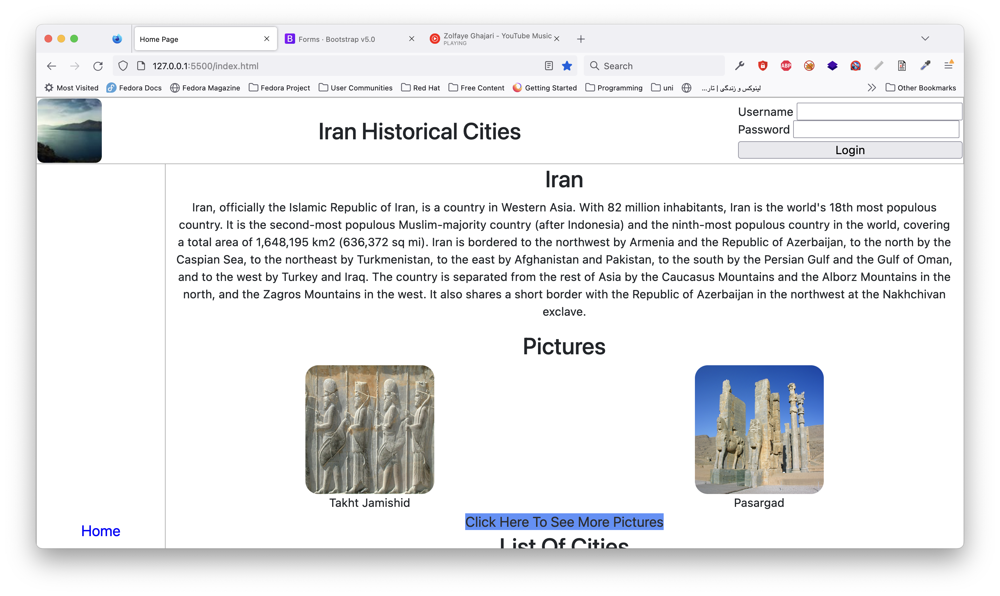 Home Page
Forms · Bootstrap v5.0
Zolfaye Ghajari - YouTube Music
PLAYING
127.0.0.1:5500/index.html
Search
ABP
Most Visited
Fedora Docs
Fedora Magazine
Fedora Project
User Communities
Red Hat
Free Content
Getting Started
Programming
uni
لینوکس و زندگی | تار...
Other Bookmarks
Iran Historical Cities
Username
Password
Login
Iran
Iran, officially the Islamic Republic of Iran, is a country in Western Asia. With 82 million inhabitants, Iran is the world's 18th most populous
country. It is the second-most populous Muslim-majority country (after Indonesia) and the ninth-most populous country in the world, covering
a total area of 1,648,195 km2 (636,372 sq mi). Iran is bordered to the northwest by Armenia and the Republic of Azerbaijan, to the north by the
Caspian Sea, to the northeast by Turkmenistan, to the east by Afghanistan and Pakistan, to the south by the Persian Gulf and the Gulf of Oman,
and to the west by Turkey and Iraq. The country is separated from the rest of Asia by the Caucasus Mountains and the Alborz Mountains in the
north, and the Zagros Mountains in the west. It also shares a short border with the Republic of Azerbaijan in the northwest at the Nakhchivan
exclave.
Pictures
Takht Jamishid
Pasargad
Click Here To See More Pictures
Home
List Of Cities